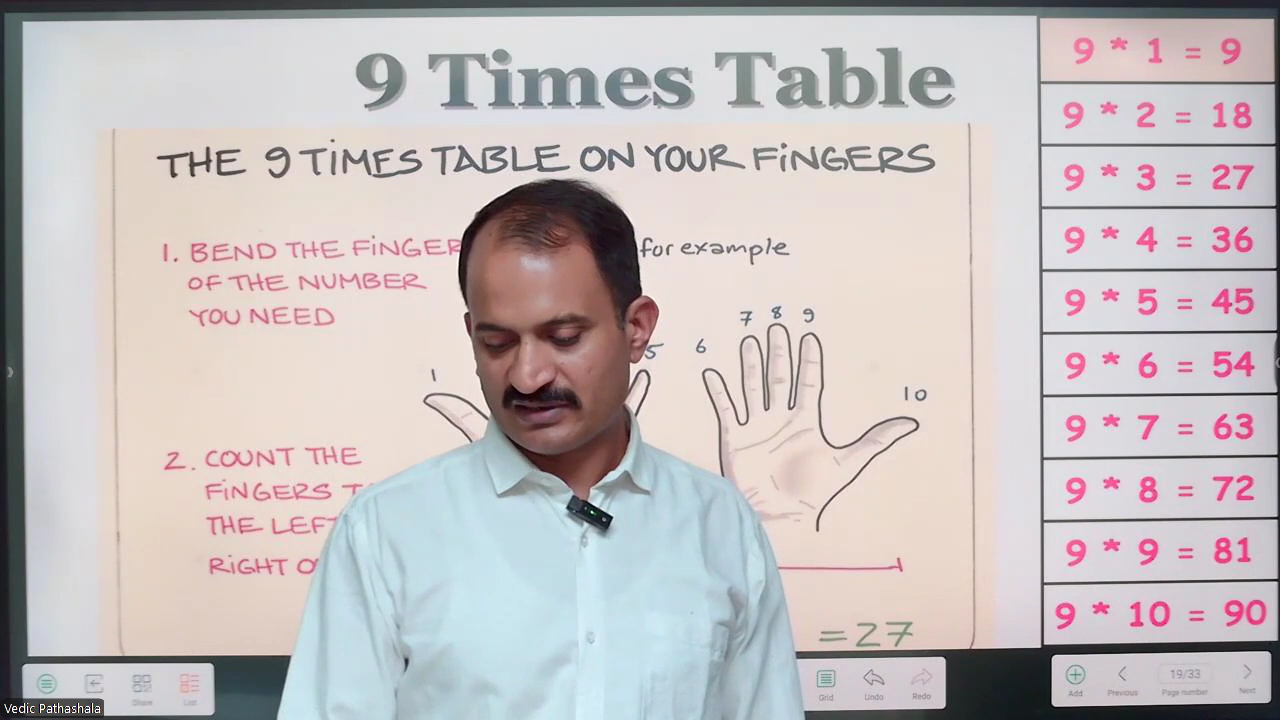 9 Times Table
THE 9 TIMES TABLE ON YOUR FINGERS
1. BEND THE FINGER
OF THE NUMBER
YOU NEED
for example
1
5 6 7 8 9 10
2. COUNT THE
FINGERS
THE LEFT
RIGHT
=27
9 * 1 = 9
9 * 2 = 18
9 * 3 = 27
9 * 4 = 36
9 * 5 = 45
9 * 6 = 54
9 * 7 = 63
9 * 8 = 72
9 * 9 = 81
9 * 10 = 90
Share List
Grid Undo Redo
Add Previous 19/33 Page number Next
Vedic Pathashala